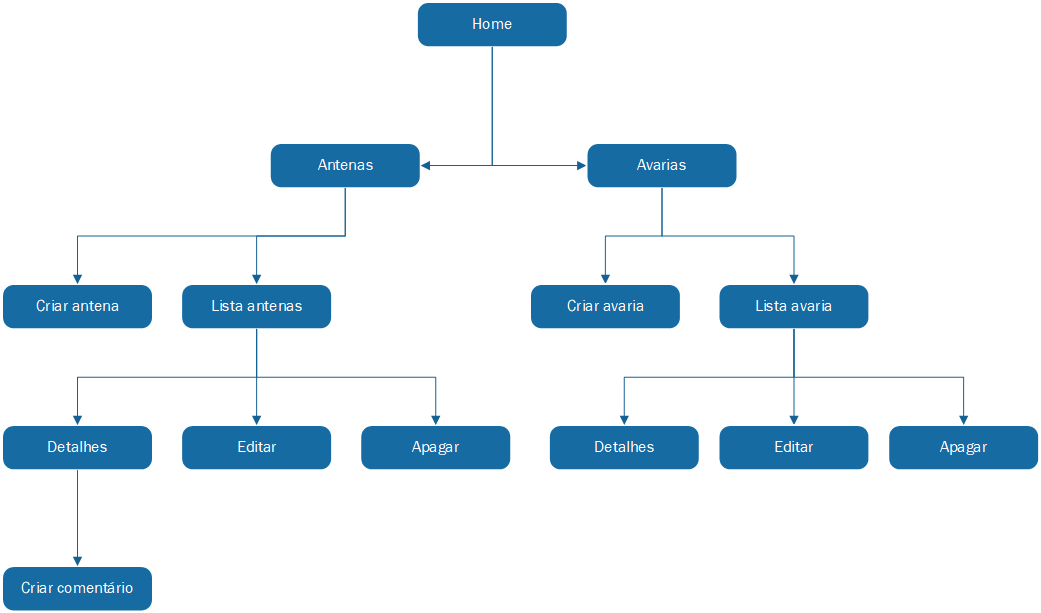 Home
Antenas
Avarias
Criar antena
Lista antenas
Criar avaria
Lista avaria
Detalhes
Editar
Apagar
Detalhes
Editar
Apagar
Criar comentário